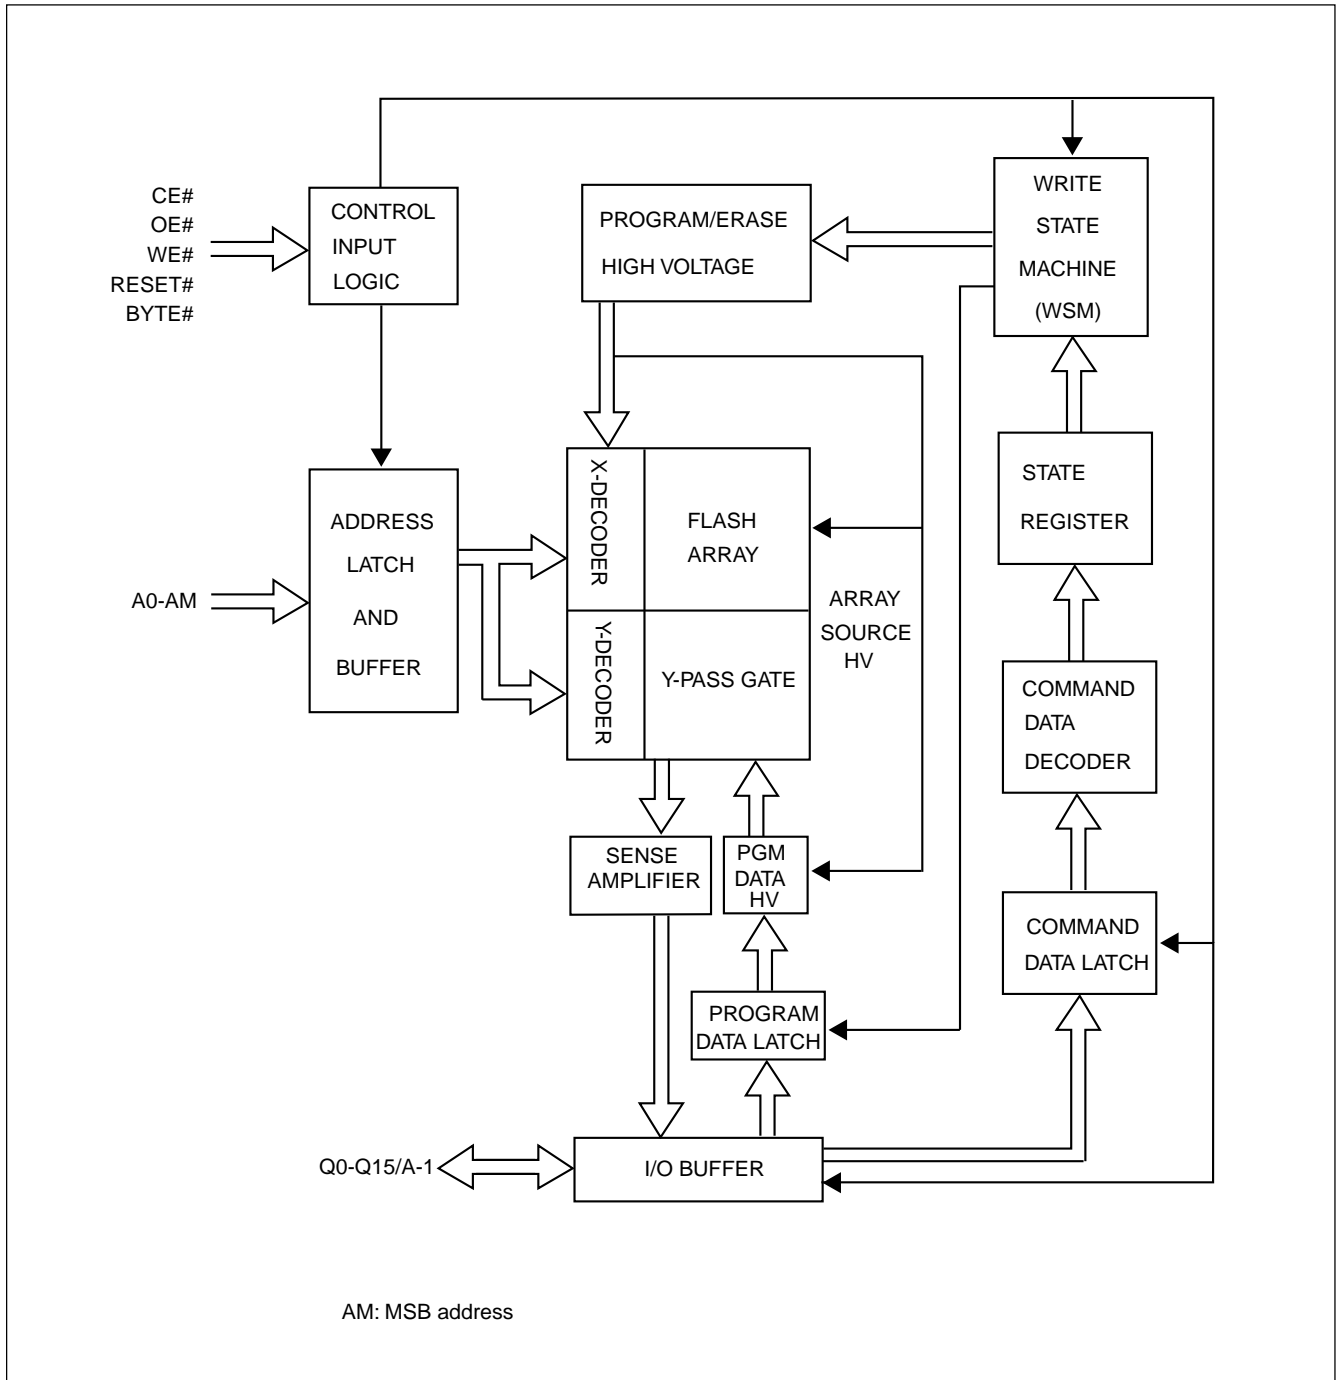 CE#
OE#
WE#
RESET#
BYTE#
CONTROL
INPUT
LOGIC
PROGRAM/ERASE
HIGH VOLTAGE
WRITE
STATE
MACHINE
(WSM)
STATE
REGISTER
A0-AM
ADDRESS
LATCH
AND
BUFFER
X-DECODER
FLASH
ARRAY
Y-DECODER
Y-PASS GATE
ARRAY
SOURCE
HV
COMMAND
DATA
DECODER
SENSE
AMPLIFIER
PGM
DATA
HV
COMMAND
DATA LATCH
PROGRAM
DATA LATCH
Q0-Q15/A-1
I/O BUFFER
AM: MSB address